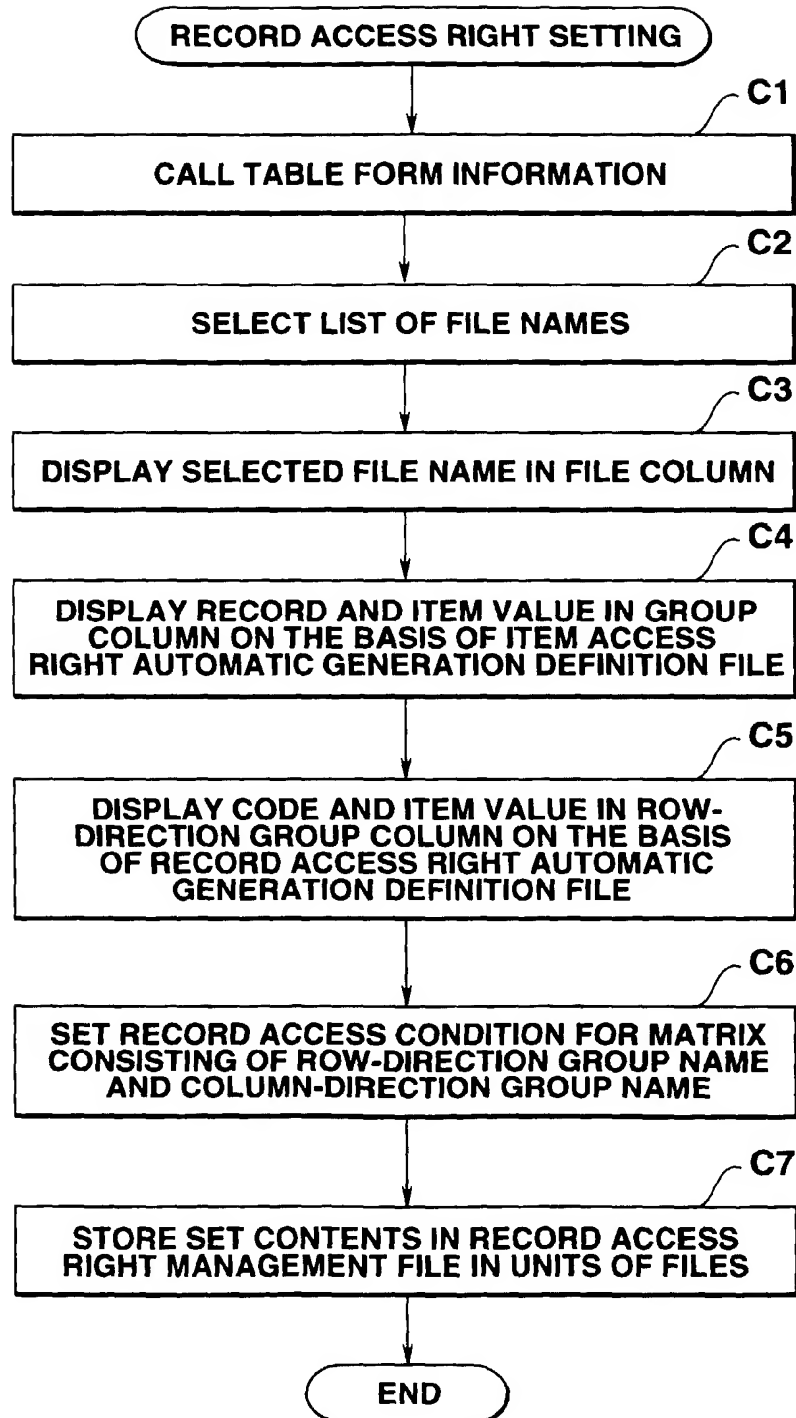 RECORD ACCESS RIGHT SETTING
C1
CALL TABLE FORM INFORMATION
C2
SELECT LIST OF FILE NAMES
C3
DISPLAY SELECTED FILE NAME IN FILE COLUMN
C4
DISPLAY RECORD AND ITEM VALUE IN GROUP
COLUMN ON THE BASIS OF ITEM ACCESS
RIGHT AUTOMATIC GENERATION DEFINITION FILE
C5
DISPLAY CODE AND ITEM VALUE IN ROW-
DIRECTION GROUP COLUMN ON THE BASIS
OF RECORD ACCESS RIGHT AUTOMATIC
GENERATION DEFINITION FILE
C6
SET RECORD ACCESS CONDITION FOR MATRIX
CONSISTING OF ROW-DIRECTION GROUP NAME
AND COLUMN-DIRECTION GROUP NAME
C7
STORE SET CONTENTS IN RECORD ACCESS
RIGHT MANAGEMENT FILE IN UNITS OF FILES
END